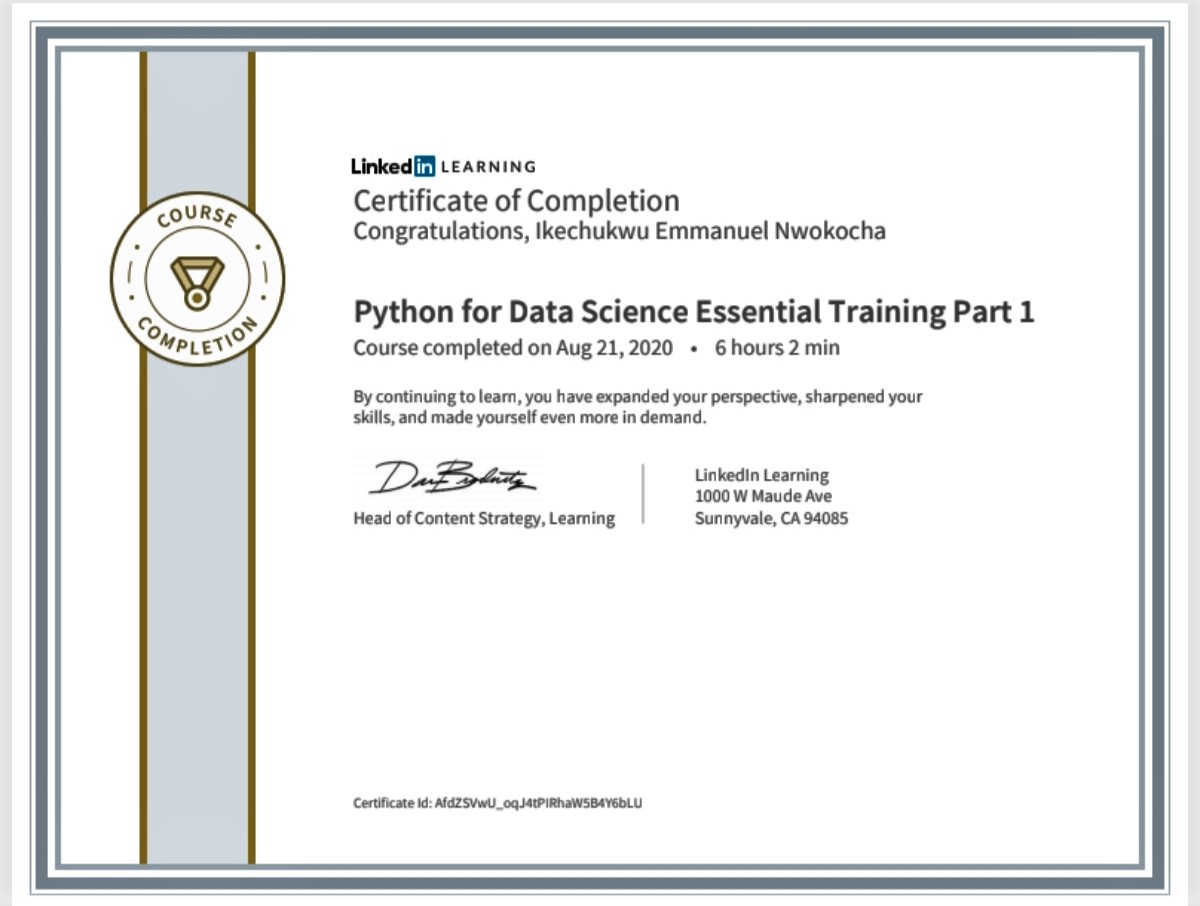 COURSE
COMPLETION
Linkedin LEARNING
Certificate of Completion
Congratulations, Ikechukwu Emmanuel Nwokocha
Python for Data Science Essential Training Part 1
Course completed on Aug 21, 2020 • 6 hours 2 min
By continuing to learn, you have expanded your perspective, sharpened your
skills, and made yourself even more in demand.
Head of Content Strategy, Learning
LinkedIn Learning
1000 W Maude Ave
Sunnyvale, CA 94085
Certificate Id: AfdZSVwU_oqJ4tPIRhaW5B4Y6bLU